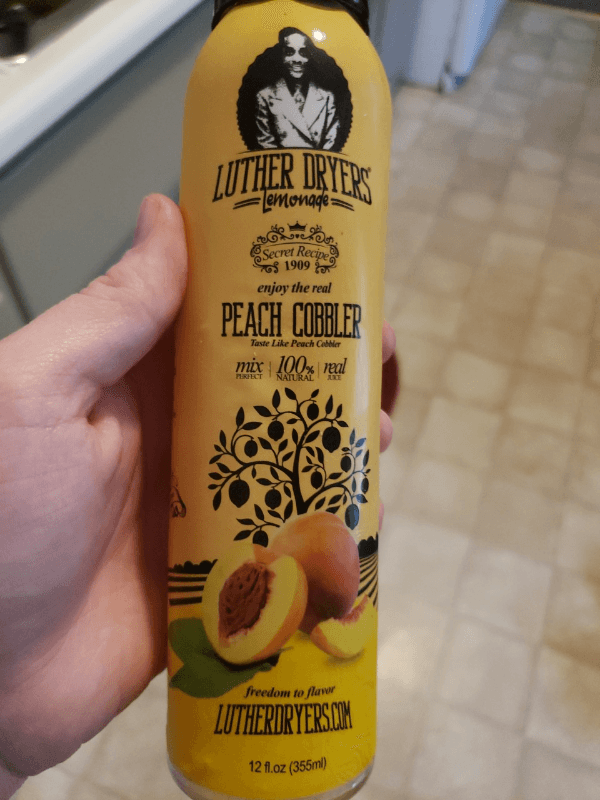 LUTHER DRYERS
Lemonade
Secret Recipe
1909
enjoy the real
PEACH COBBLER
Taste Like Peach Cobbler
mix 100% real
PERFECT NATURAL JUICE
freedom to flavor
LUTHERDRYERS.COM
12 fl.oz (355ml)